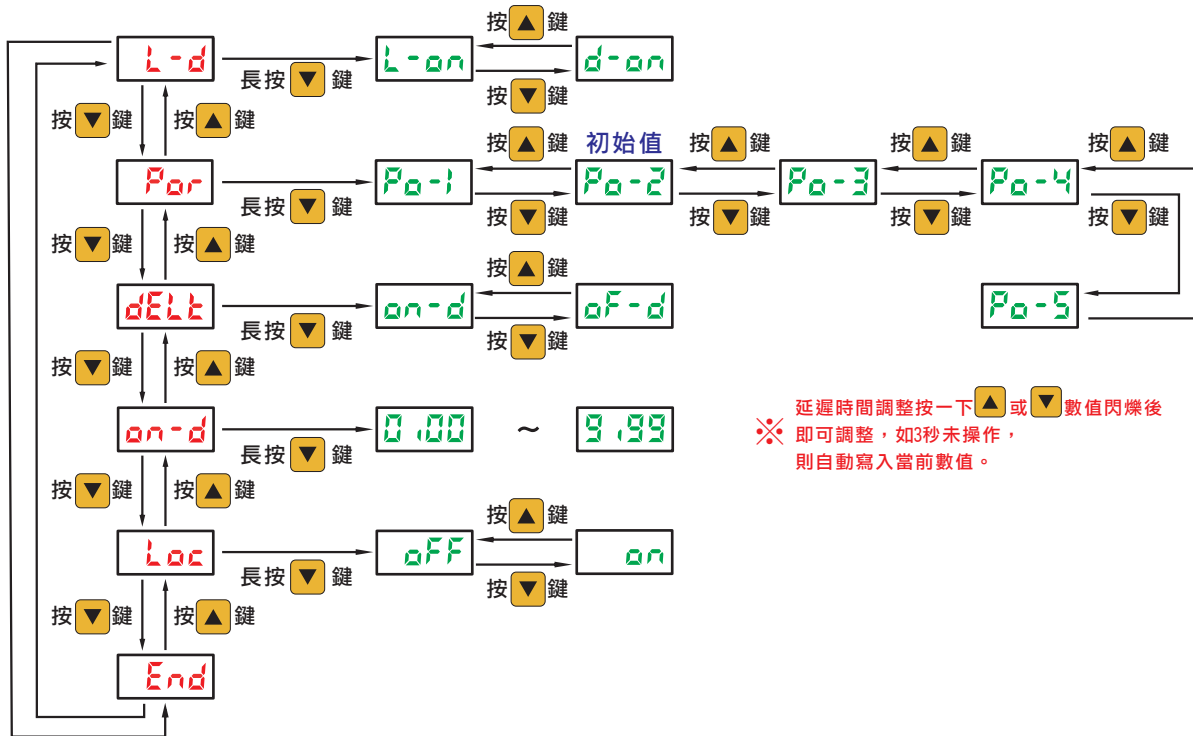 按▲鍵
L-d
L-on
d-on
長按▼鍵
按▼鍵
按▼鍵
按▲鍵
按▲鍵
初始值
按▲鍵
按▲鍵
按▲鍵
Por
Po-1
Po-2
Po-3
Po-4
長按▼鍵
按▼鍵
按▼鍵
按▼鍵
按▼鍵
按▼鍵
按▲鍵
按▲鍵
dELt
on-d
oF-d
Po-5
長按▼鍵
按▼鍵
按▼鍵
按▲鍵
on-d
0.00
~
9.99
※
延遲時間調整按一下▲或▼數值閃爍後
即可調整，如3秒未操作，
則自動寫入當前數值。
長按▼鍵
按▼鍵
按▲鍵
按▲鍵
Loc
oFF
on
長按▼鍵
按▼鍵
按▼鍵
按▲鍵
End